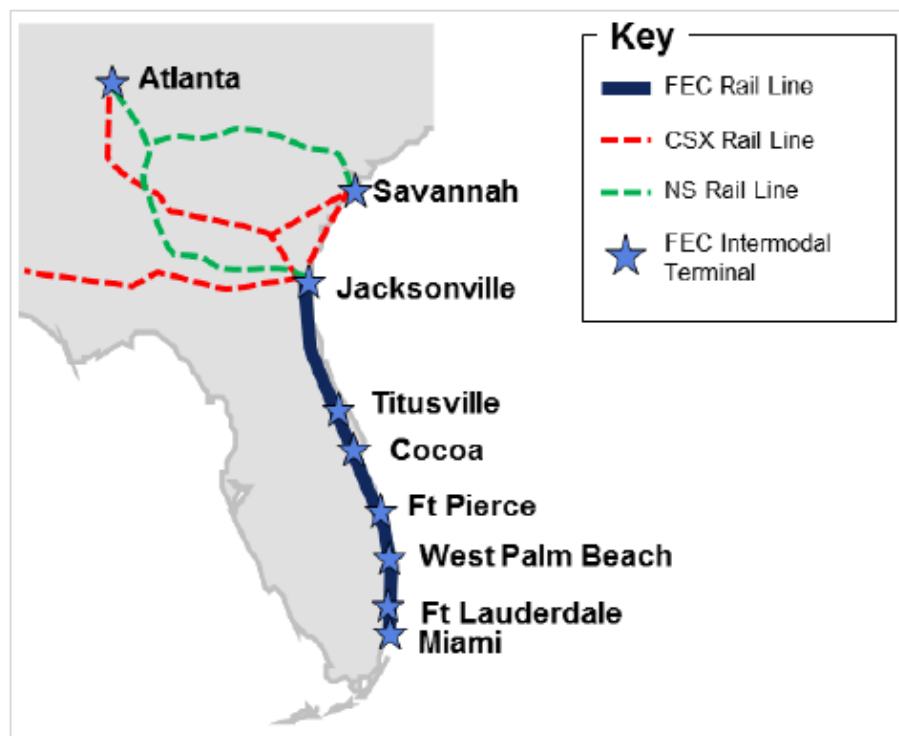 Key
FEC Rail Line
CSX Rail Line
NS Rail Line
FEC Intermodal
Terminal
Atlanta
Savannah
Jacksonville
Titusville
Cocoa
Ft Pierce
West Palm Beach
Ft Lauderdale
Miami